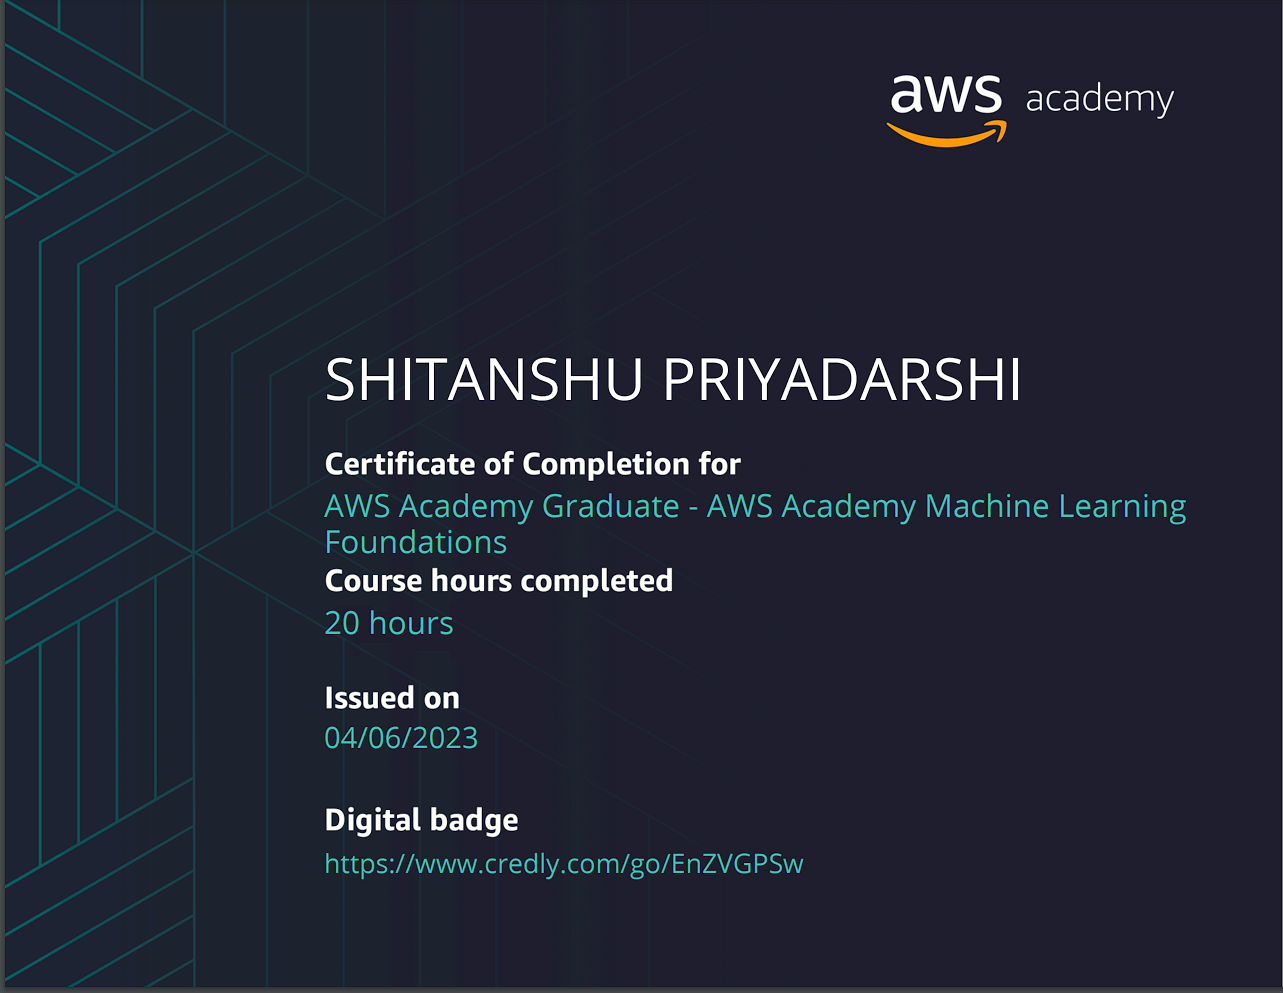 aws academy
SHITANSHU PRIYADARSHI
Certificate of Completion for
AWS Academy Graduate - AWS Academy Machine Learning
Foundations
Course hours completed
20 hours
Issued on
04/06/2023
Digital badge
https://www.credly.com/go/EnZVGPSw